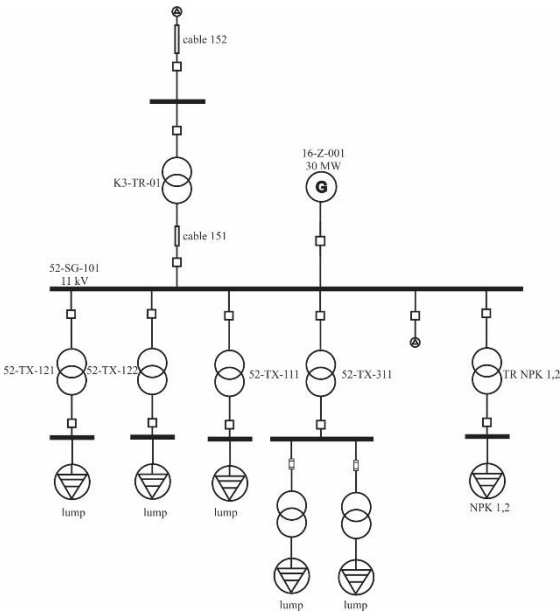 cable 152
16-Z-001
30 MW
G
K3-TR-01
cable 151
52-SG-101
11 kV
52-TX-121
52-TX-122
52-TX-111
52-TX-311
TR NPK 1,2
lump
lump
lump
NPK 1,2
lump
lump